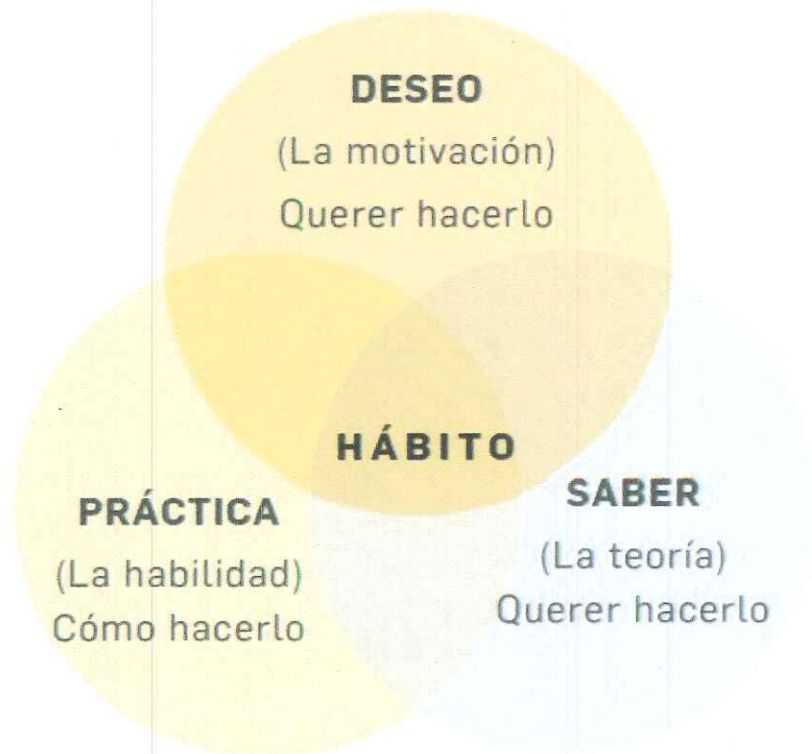 DESEO
(La motivación)
Querer hacerlo
HÁBITO
PRÁCTICA
(La habilidad)
Cómo hacerlo
SABER
(La teoría)
Querer hacerlo